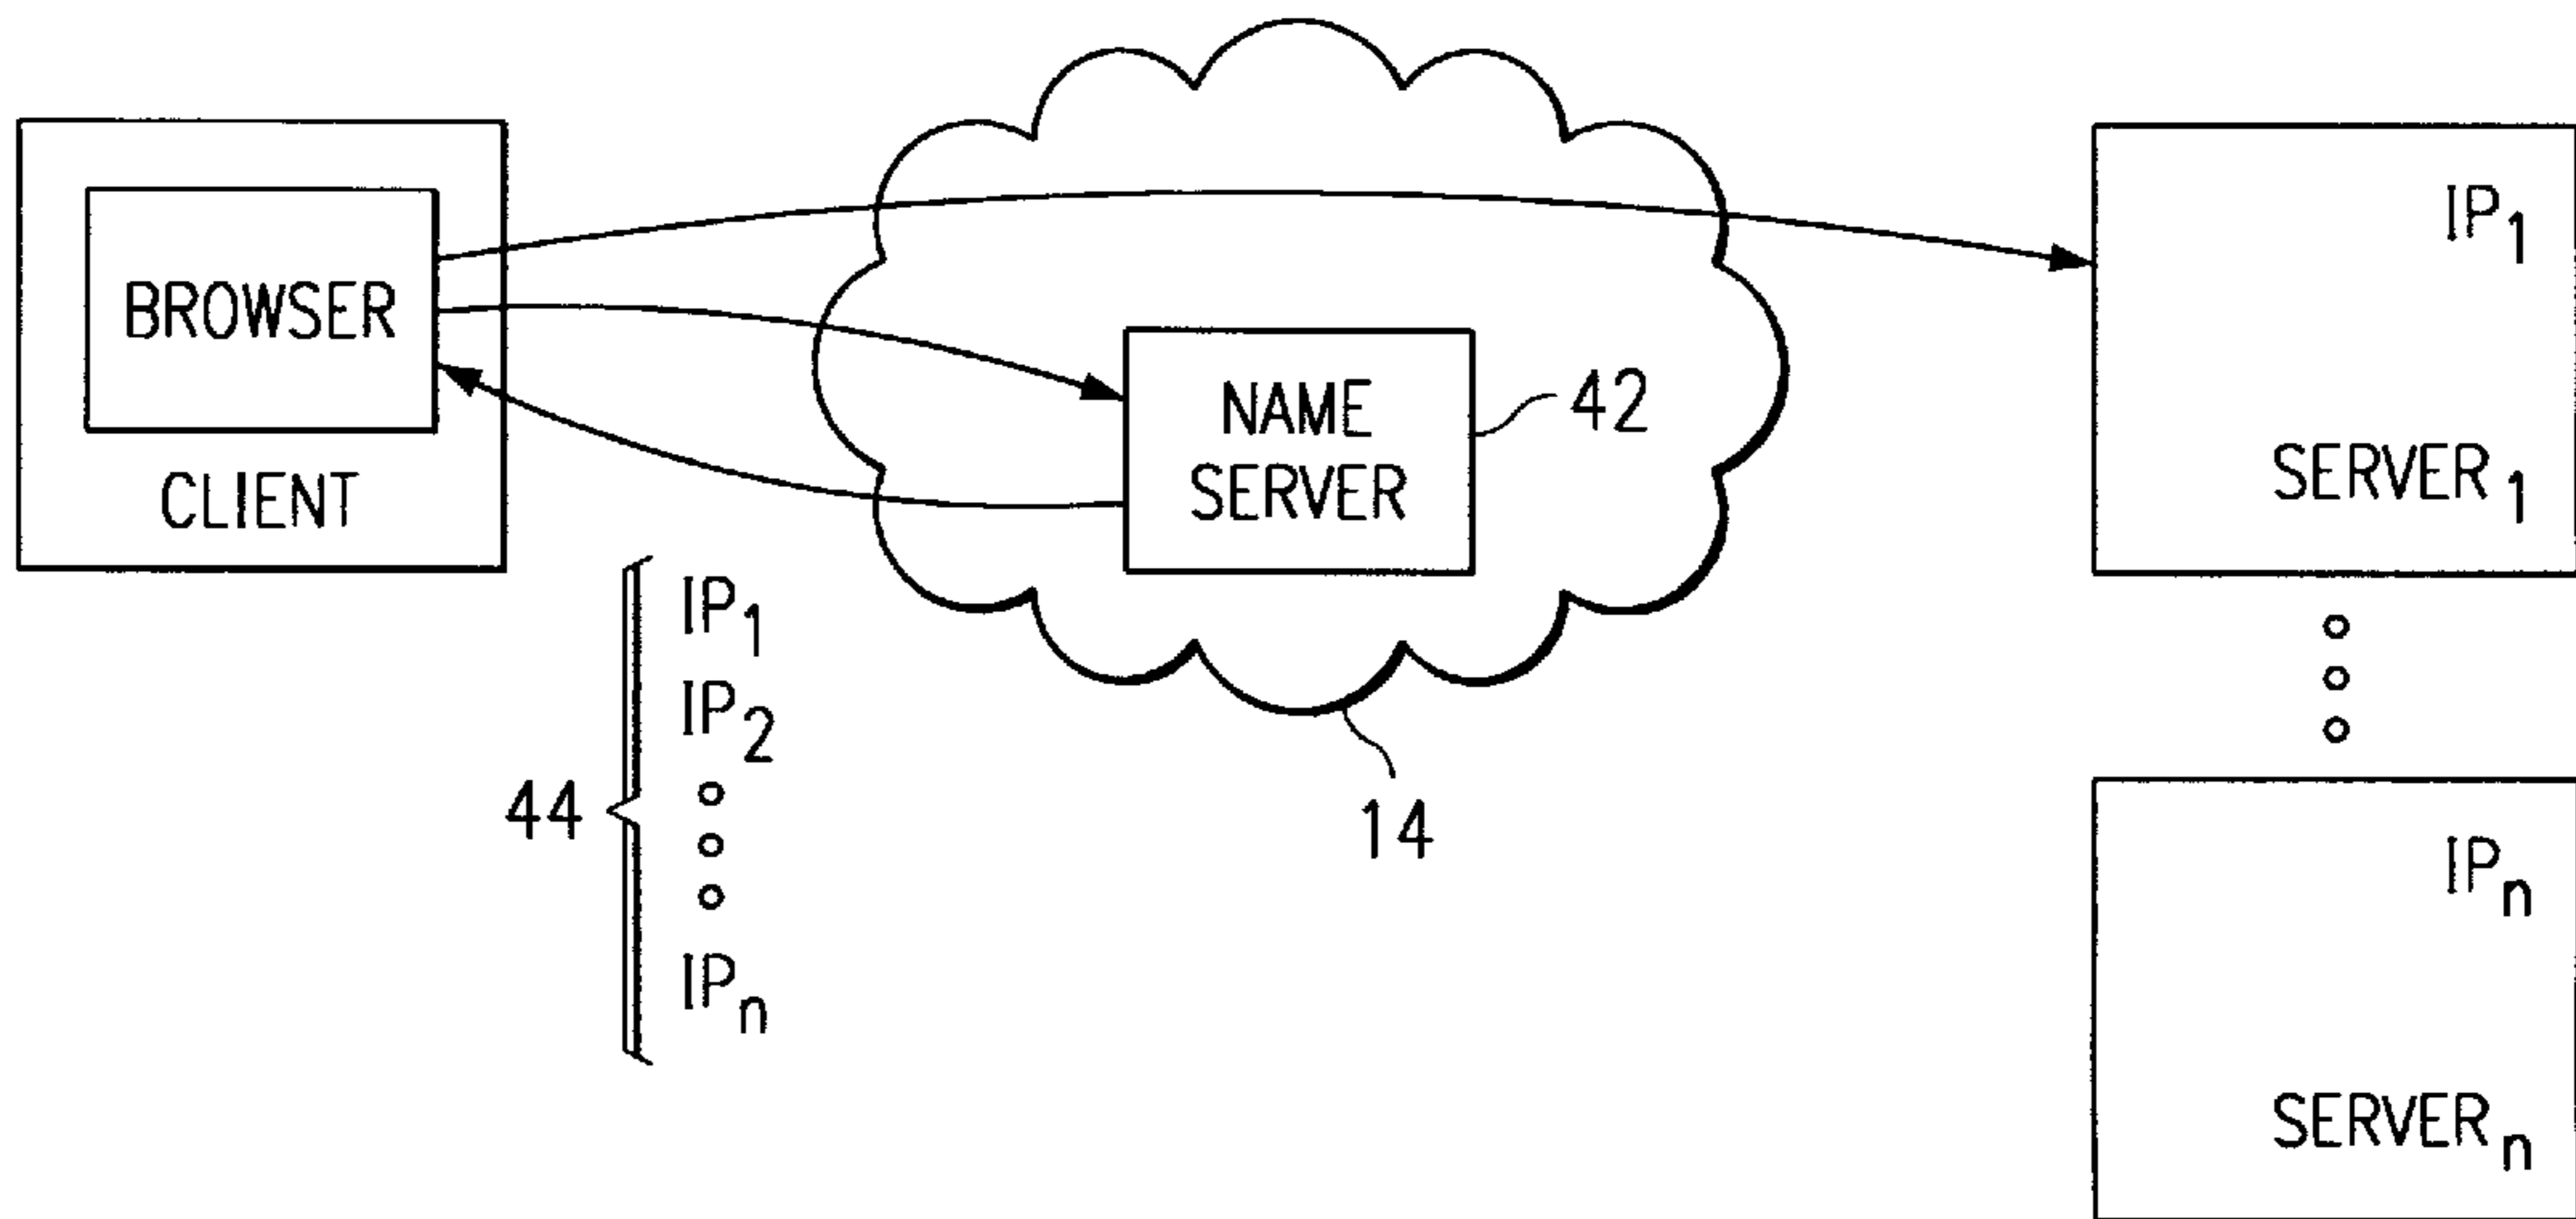 BROWSER
CLIENT
NAME
SERVER
42
IP₁
SERVER₁
44
IP₁
IP₂
IPₙ
14
IPₙ
SERVERₙ